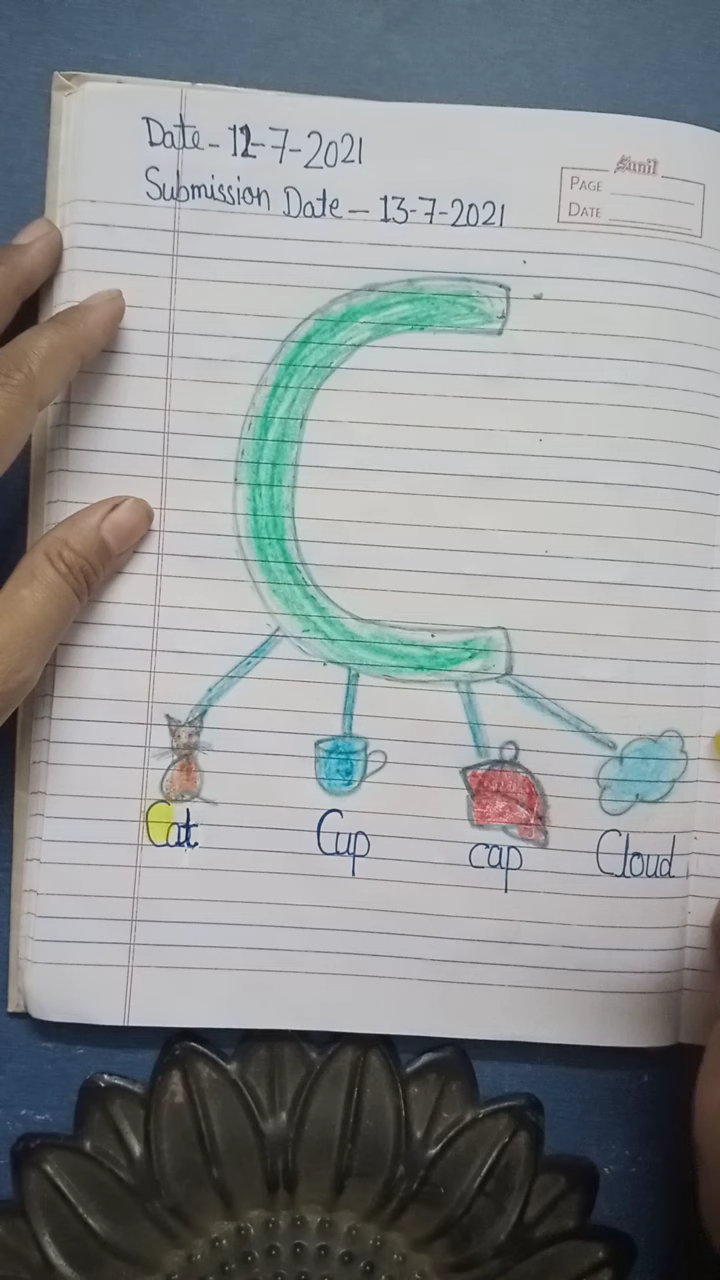 Date - 12-7-2021
Submission Date - 13-7-2021
Sunil
PAGE
DATE
C
Cat Cup cap Cloud